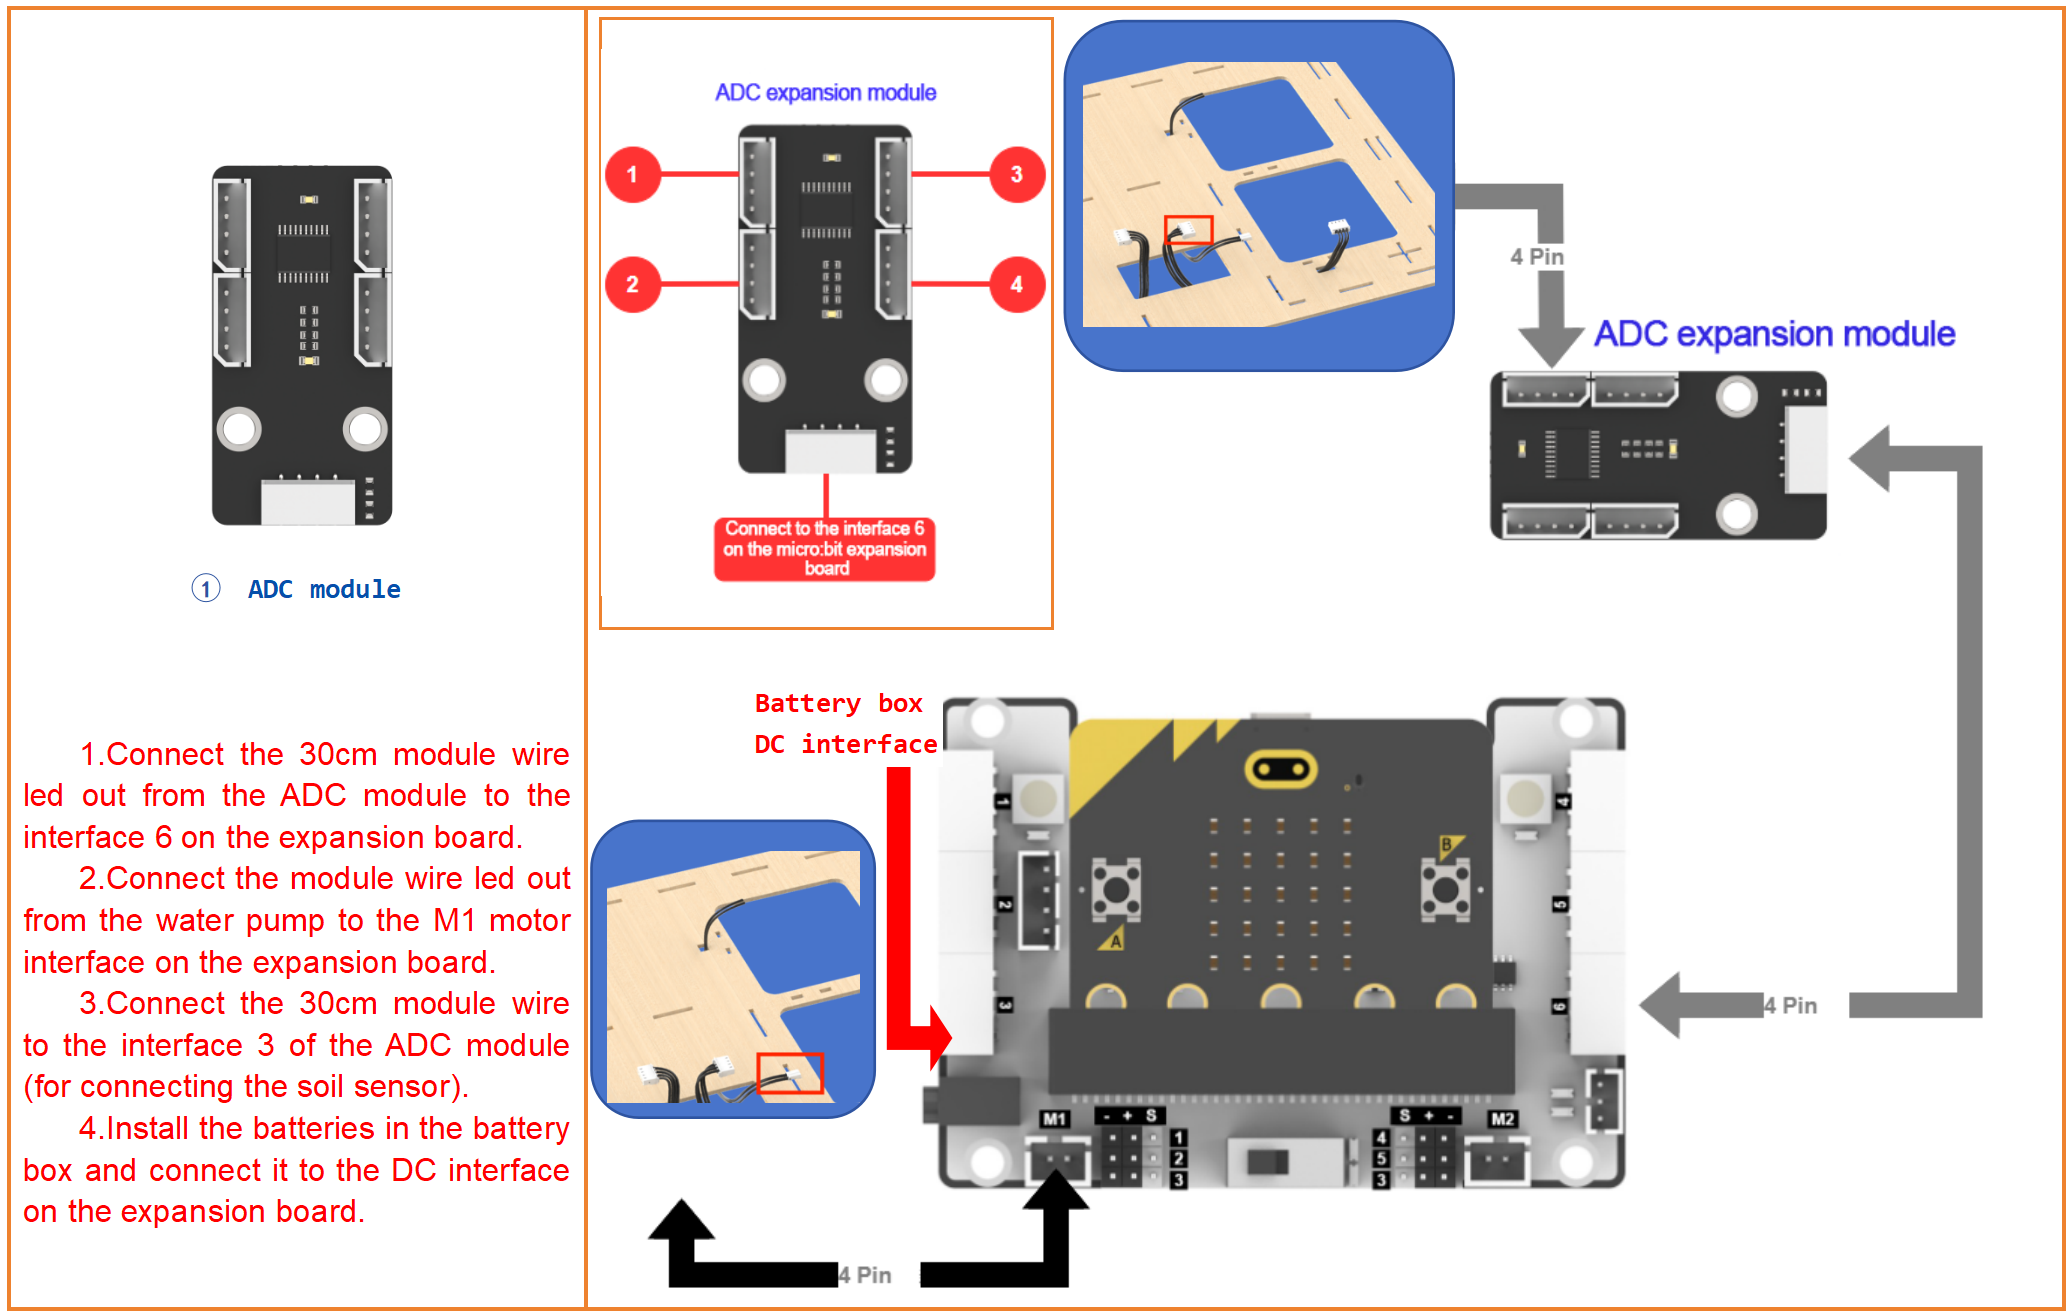 ① ADC module
1.Connect the 30cm module wire
led out from the ADC module to the
interface 6 on the expansion board.
2.Connect the module wire led out
from the water pump to the M1 motor
interface on the expansion board.
3.Connect the 30cm module wire
to the interface 3 of the ADC module
(for connecting the soil sensor).
4.Install the batteries in the battery
box and connect it to the DC interface
on the expansion board.
ADC expansion module
1
3
2
4
Connect to the interface 6
on the micro:bit expansion
board
4 Pin
ADC expansion module
Battery box
DC interface
1
4
B
2
5
A
3
6
4 Pin
M1
- + S
S + -
M2
1
2
3
4
5
3
4 Pin